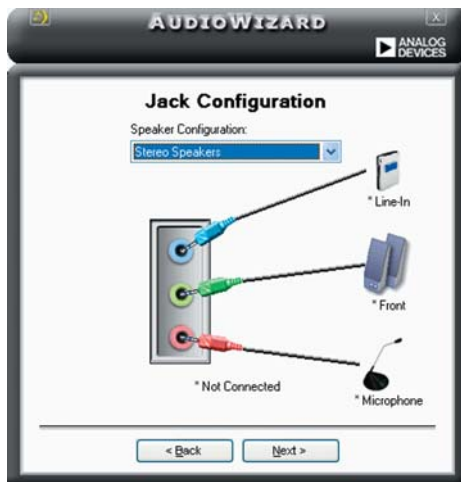 AUDIOWIZARD
X
ANALOG
DEVICES
Jack Configuration
Speaker Configuration:
Stereo Speakers
* Line-In
* Front
* Not Connected
* Microphone
< Back
Next >